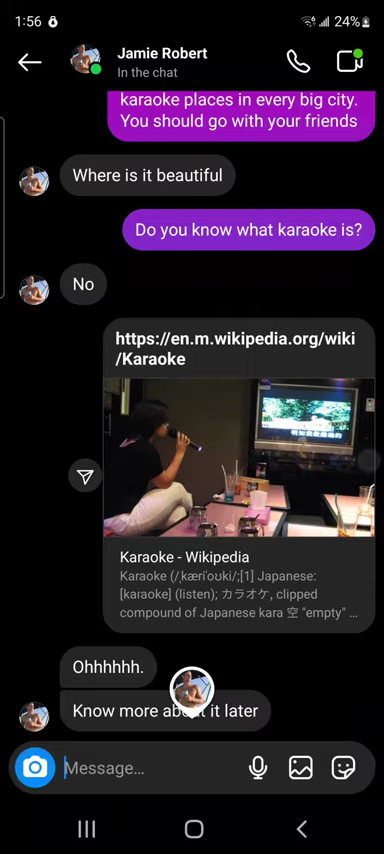 1:56
24%
Jamie Robert
In the chat
karaoke places in every big city.
You should go with your friends
Where is it beautiful
Do you know what karaoke is?
No
https://en.m.wikipedia.org/wiki
/Karaoke
Karaoke - Wikipedia
Karaoke (/ˌkæriˈoʊki/;[1] Japanese:
[karaoke] (listen); カラオケ, clipped
compound of Japanese kara 空 "empty" ...
Ohhhhhh.
Know more about it later
Message...